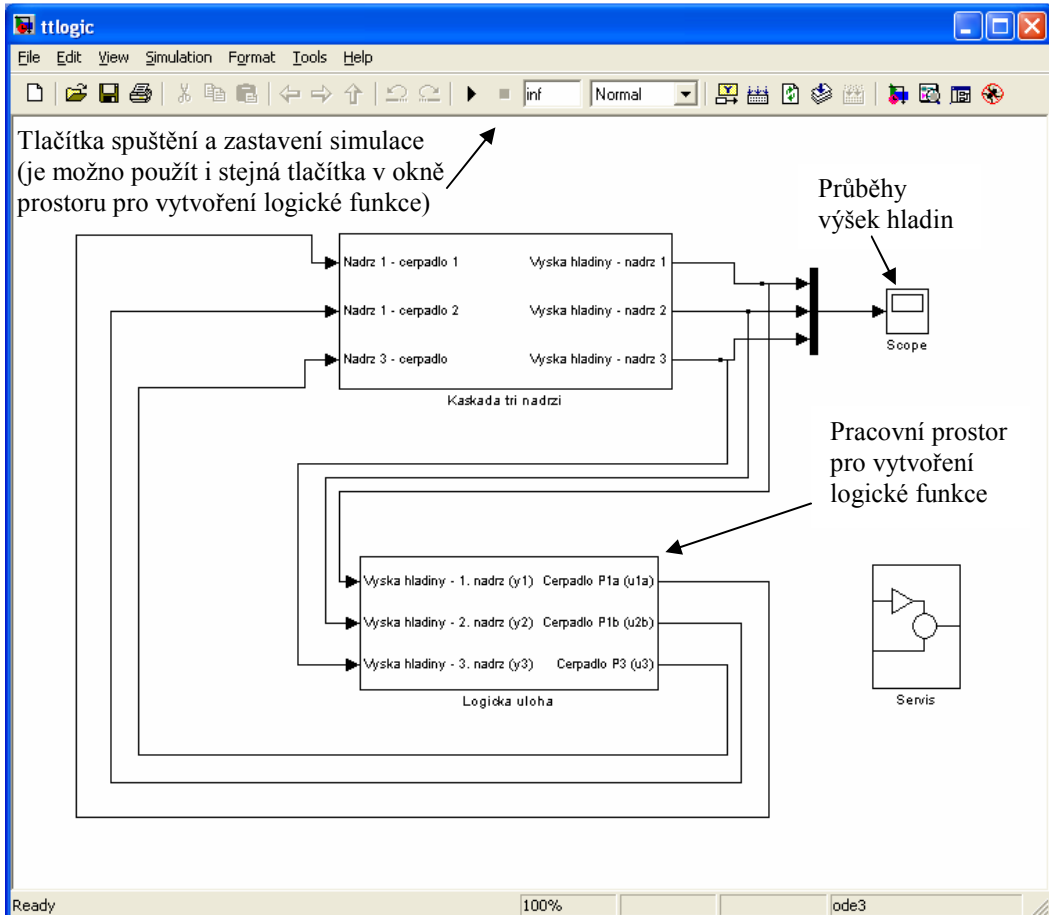 ttlogic
File Edit View Simulation Format Tools Help
inf Normal
Tlačítka spuštění a zastavení simulace
(je možno použít i stejná tlačítka v okně
prostoru pro vytvoření logické funkce)
Průběhy
výšek hladin
Nadrz 1 - cerpadlo 1 Vyska hladiny - nadrz 1
Nadrz 1 - cerpadlo 2 Vyska hladiny - nadrz 2
Nadrz 3 - cerpadlo Vyska hladiny - nadrz 3
Scope
Kaskada tri nadrzi
Pracovní prostor
pro vytvoření
logické funkce
Vyska hladiny - 1. nadrz (y1) Cerpadlo P1a (u1a)
Vyska hladiny - 2. nadrz (y2) Cerpadlo P1b (u2b)
Vyska hladiny - 3. nadrz (y3) Cerpadlo P3 (u3)
Logicka uloha
Servis
Ready 100% ode3